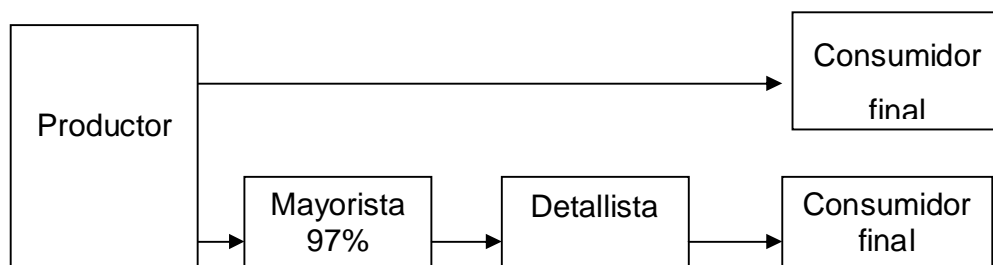 Consumidor
final
Productor
Mayorista
97%
Detallista
Consumidor
final